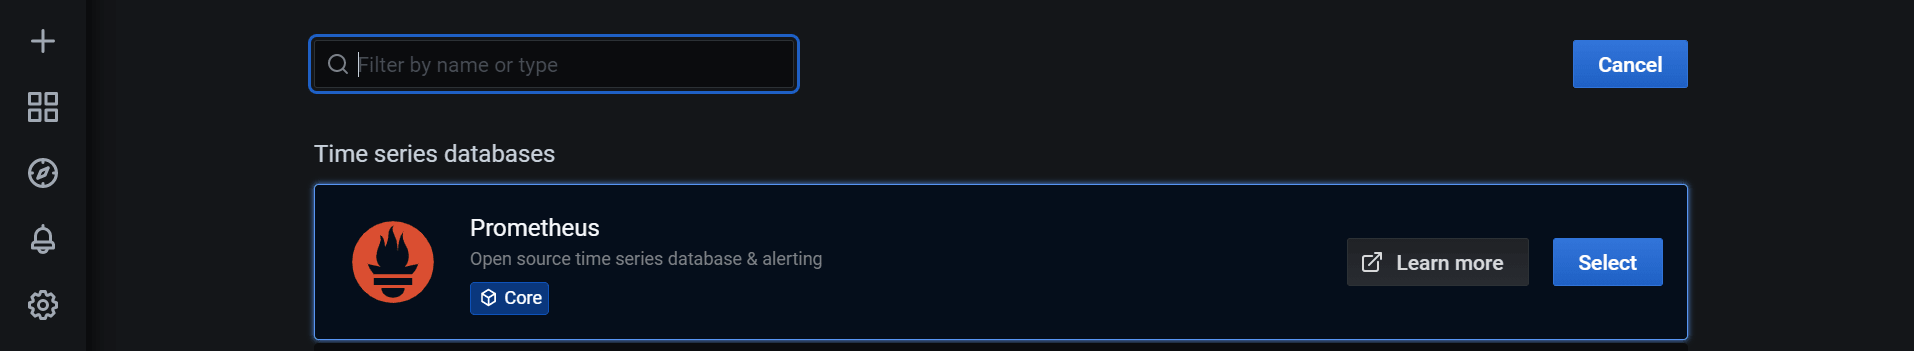 Filter by name or type
Cancel
Time series databases
Prometheus
Open source time series database & alerting
Core
Learn more
Select